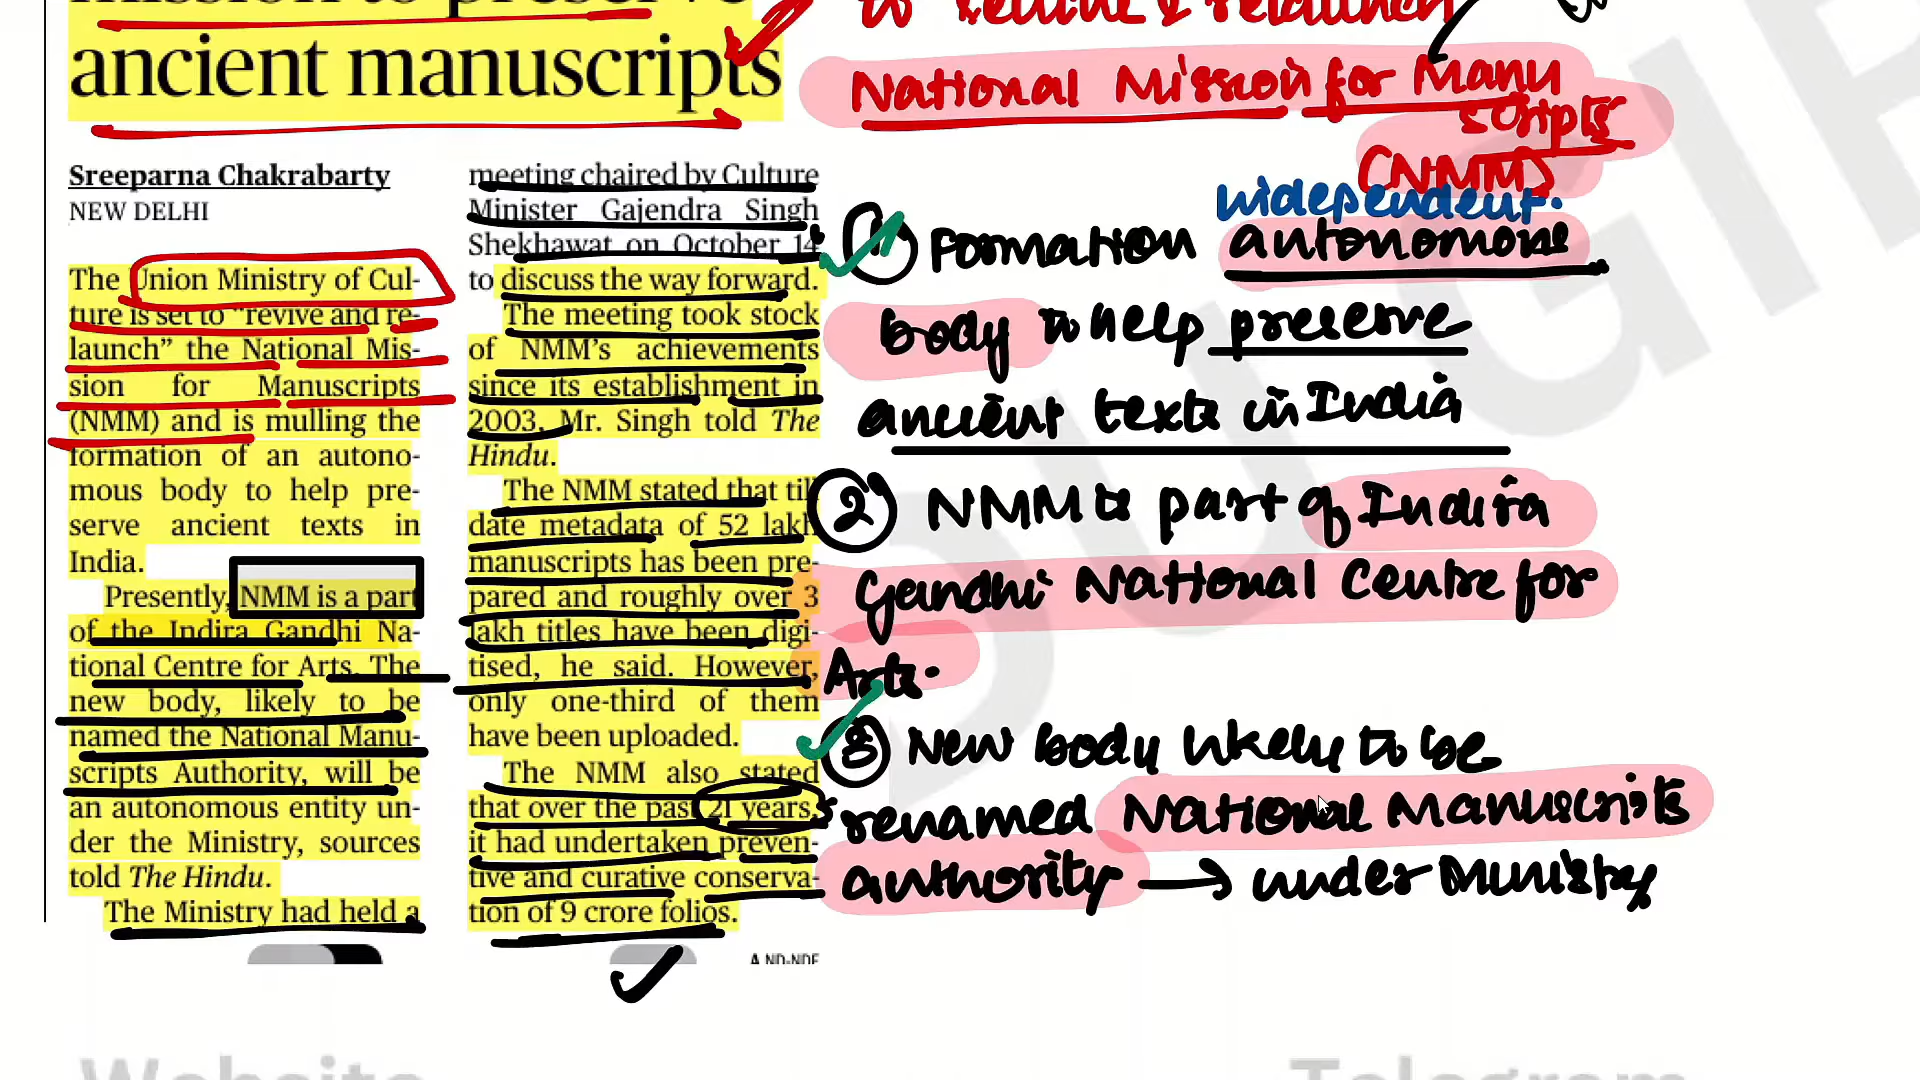 mission to preserve
ancient manuscripts
Sreeparna Chakrabarty
NEW DELHI
The Union Ministry of Cul-
ture is set to “revive and re-
launch” the National Mis-
sion for Manuscripts
(NMM) and is mulling the
formation of an autono-
mous body to help pre-
serve ancient texts in
India.
Presently, NMM is a part
of the Indira Gandhi Na-
tional Centre for Arts. The
new body, likely to be
named the National Manu-
scripts Authority, will be
an autonomous entity un-
der the Ministry, sources
told The Hindu.
The Ministry had held a
meeting chaired by Culture
Minister Gajendra Singh
Shekhawat on October 14
to discuss the way forward.
The meeting took stock
of NMM’s achievements
since its establishment in
2003, Mr. Singh told The
Hindu.
The NMM stated that till
date metadata of 52 lakh
manuscripts has been pre-
pared and roughly over 3
lakh titles have been digi-
tised, he said. However,
only one-third of them
have been uploaded.
The NMM also stated
that over the past 21 years,
it had undertaken preven-
tive and curative conserva-
tion of 9 crore folios.
to revive & relaunch
National Mission for Manu
scripts
(NMM)
independent.
① Formation autonomous
body to help preserve
ancient texts in India
② NMM is part of Indira
Gandhi National Centre for
Arts.
③ New body likely to be
renamed National Manuscripts
authority → under Ministry
A ND-NDE
Website
Telegram